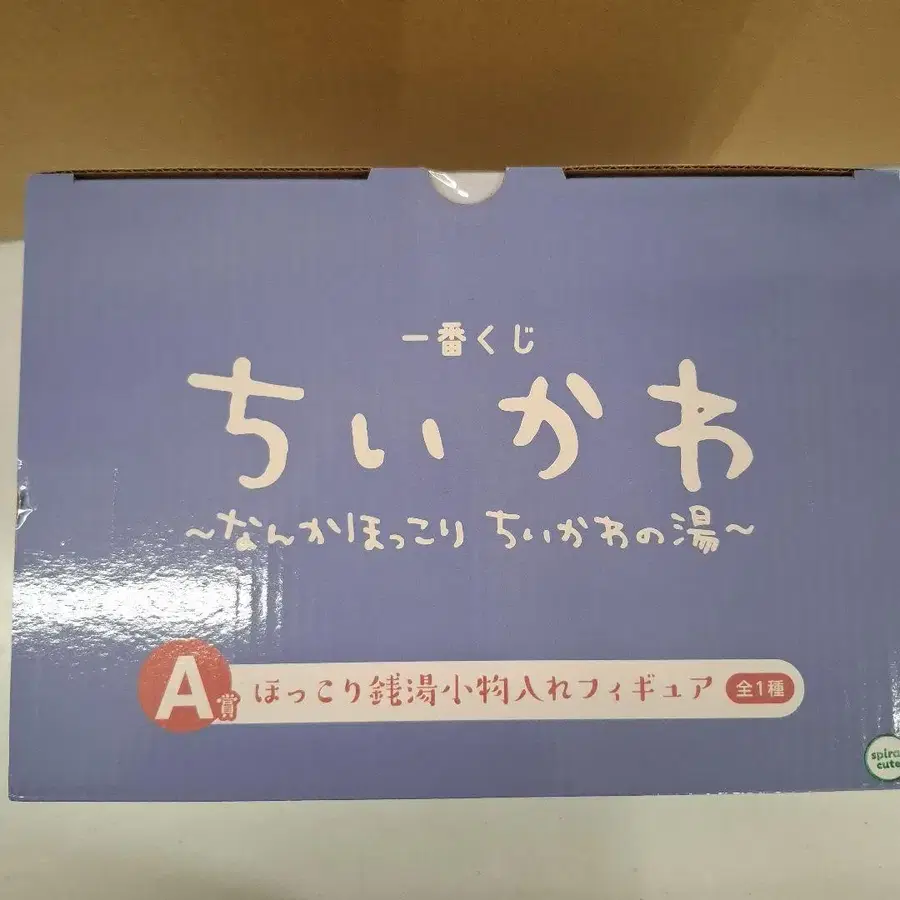 一番くじ
ちいかわ
~なんかほっこり ちいかわの湯~
A賞 ほっこり銭湯小物入れフィギュア 全1種
spiral
cute